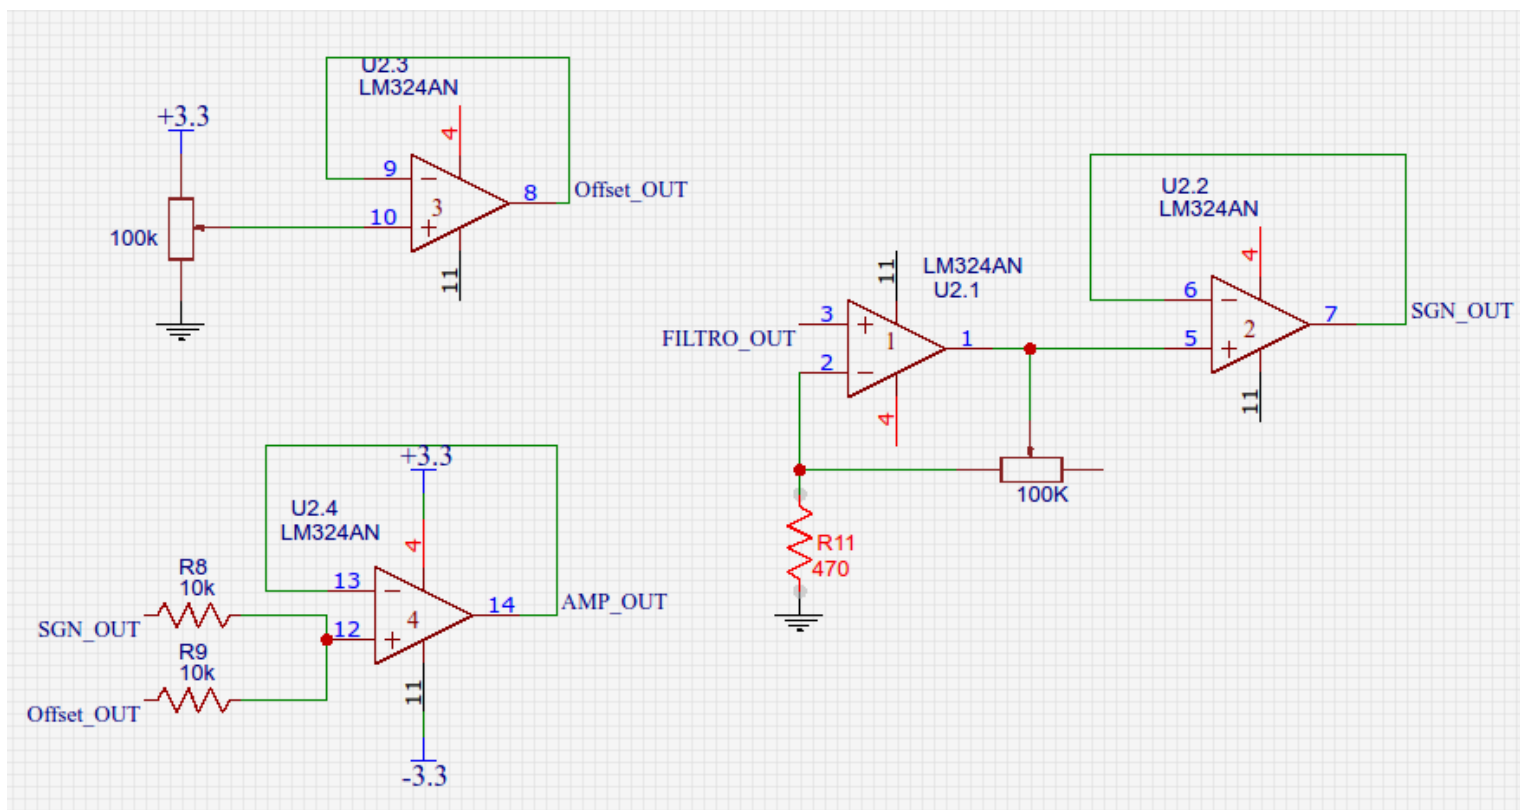 U2.3
LM324AN
+3.3
4
9
8
Offset_OUT
3
10
100k
11
U2.2
LM324AN
4
6
7
SGN_OUT
2
5
11
11
LM324AN
U2.1
3
FILTRO_OUT
1
1
2
4
100K
R11
470
+3.3
U2.4
LM324AN
4
R8
10k
13
14
AMP_OUT
4
SGN_OUT
12
R9
10k
11
Offset_OUT
-3.3